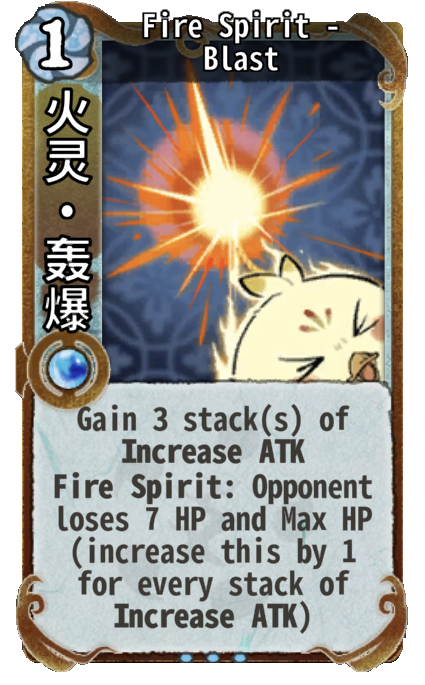 1
Fire Spirit -
Blast
火灵·轰爆
Gain 3 stack(s) of
Increase ATK
Fire Spirit: Opponent
loses 7 HP and Max HP
(increase this by 1
for every stack of
Increase ATK)